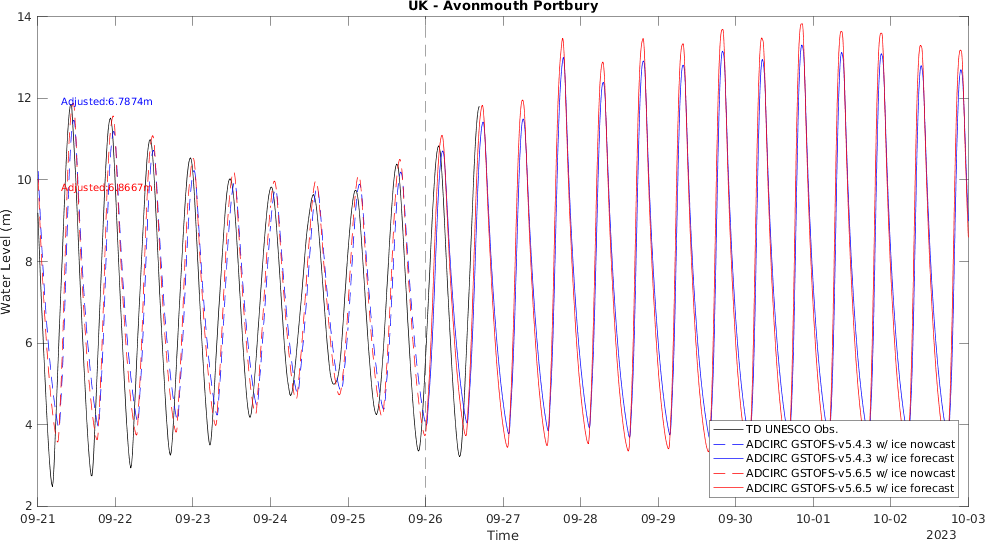 UK - Avonmouth Portbury
14
12
10
8
6
4
2
Water Level (m)
Adjusted:6.7874m
Adjusted:6.8667m
TD UNESCO Obs.
ADCIRC GSTOFS-v5.4.3 w/ ice nowcast
ADCIRC GSTOFS-v5.4.3 w/ ice forecast
ADCIRC GSTOFS-v5.6.5 w/ ice nowcast
ADCIRC GSTOFS-v5.6.5 w/ ice forecast
09-21 09-22 09-23 09-24 09-25 09-26 09-27 09-28 09-29 09-30 10-01 10-02 10-03
Time
2023